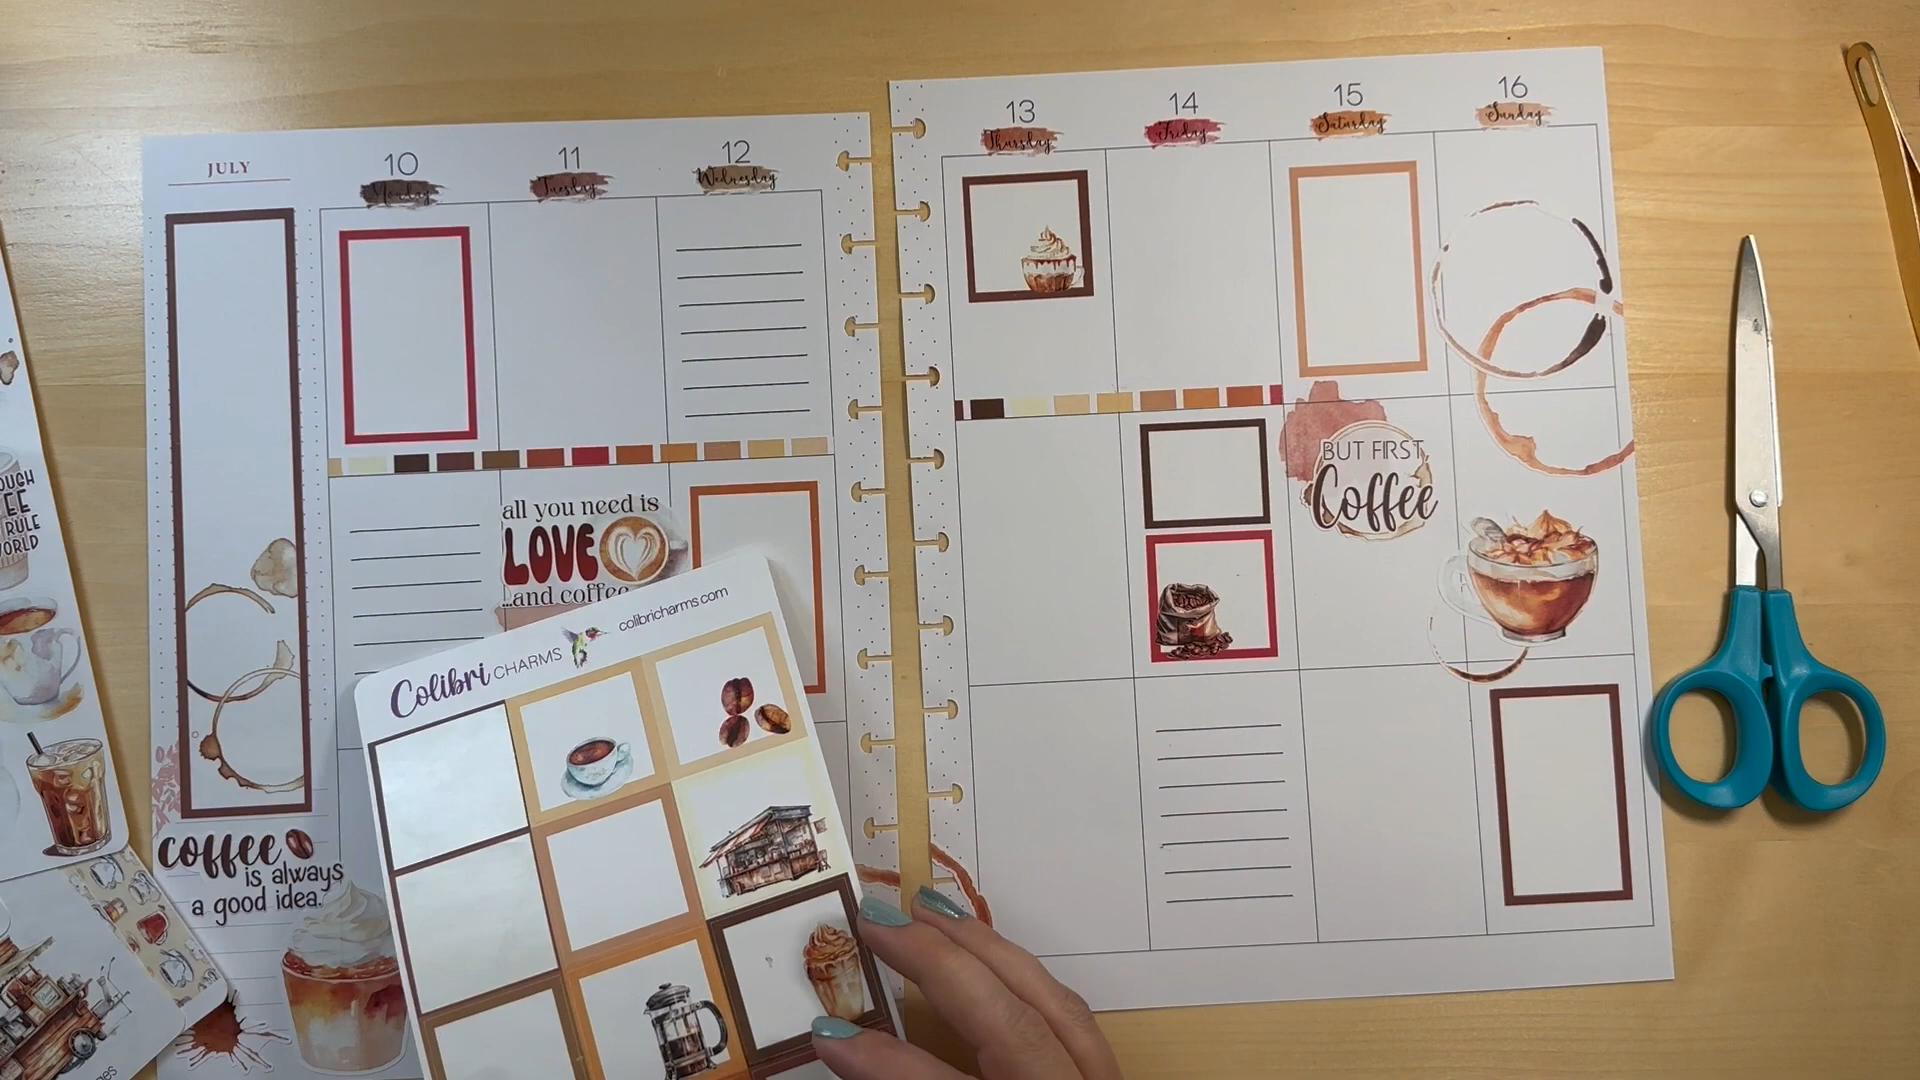 JULY
10
Monday
11
Tuesday
12
Wednesday
13
Thursday
14
Friday
15
Saturday
16
Sunday
all you need is
LOVE
...and coffee
BUT FIRST
Coffee
Colibri CHARMS
colibricharms.com
coffee
is always
a good idea.
RULE